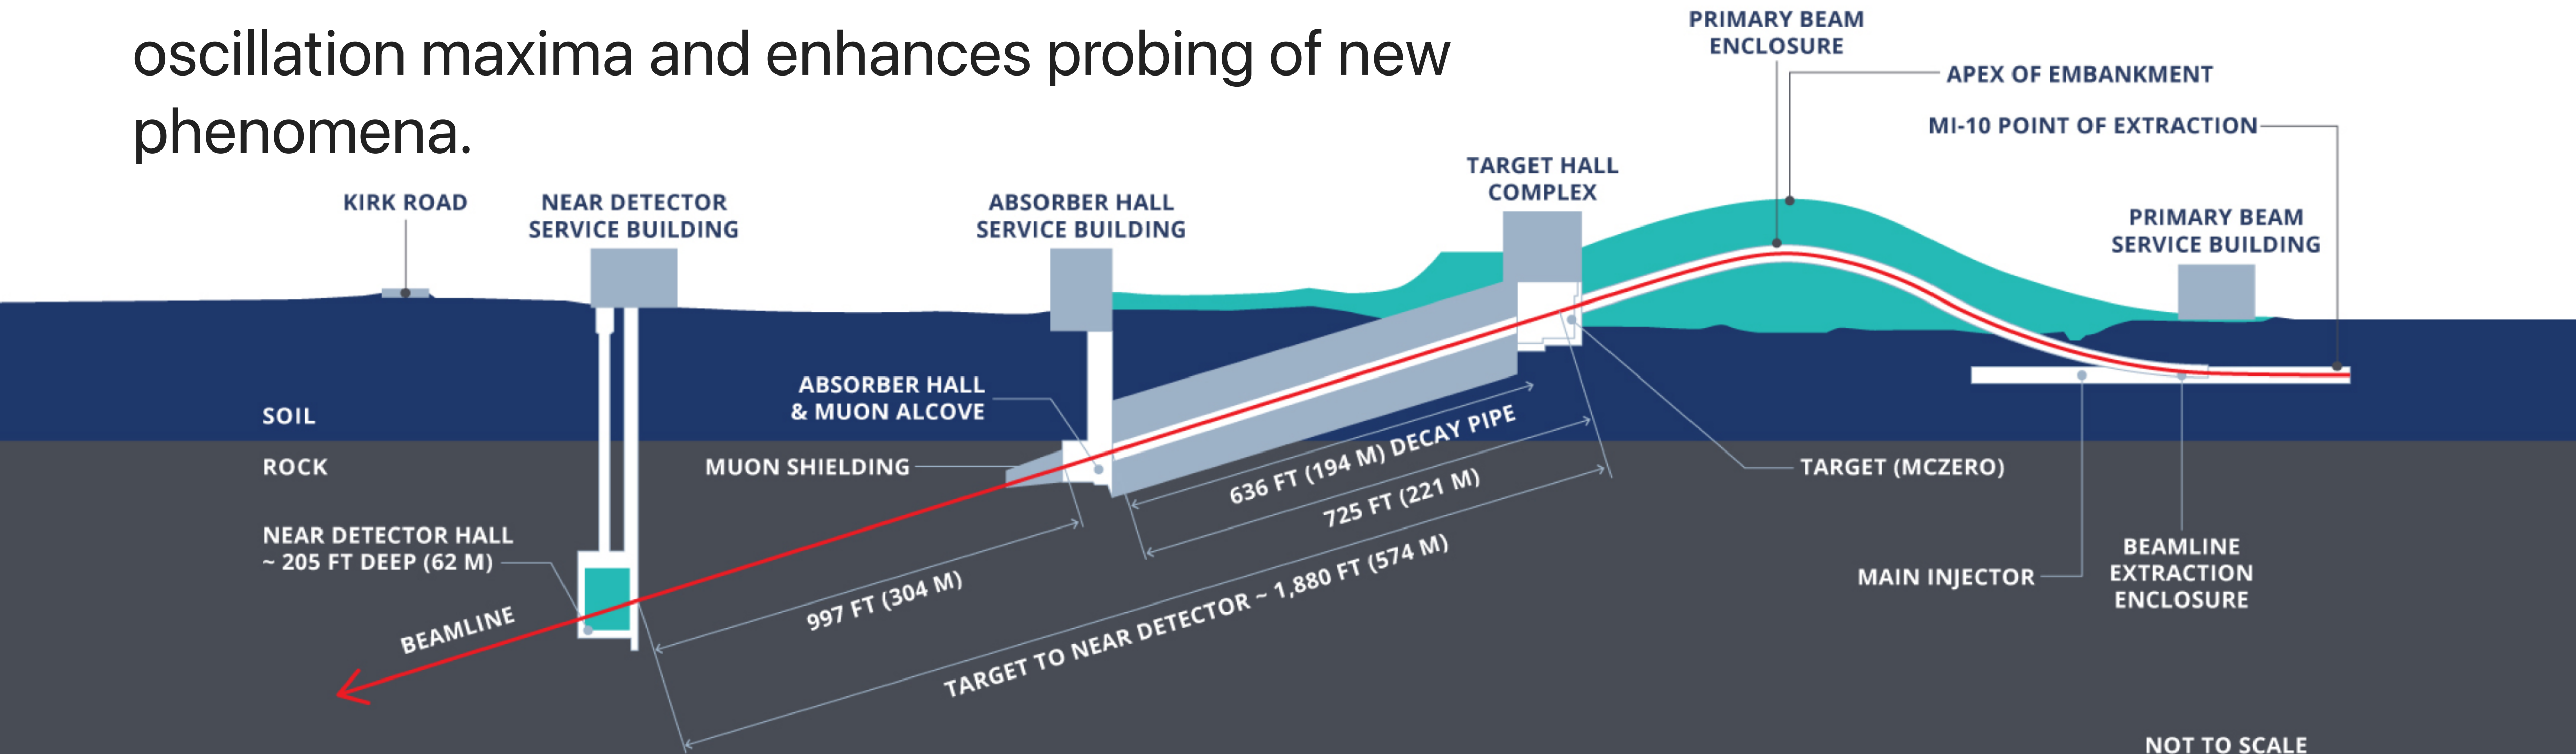 oscillation maxima and enhances probing of new
phenomena.
PRIMARY BEAM
ENCLOSURE
APEX OF EMBANKMENT
MI-10 POINT OF EXTRACTION
TARGET HALL
COMPLEX
KIRK ROAD
NEAR DETECTOR
SERVICE BUILDING
ABSORBER HALL
SERVICE BUILDING
PRIMARY BEAM
SERVICE BUILDING
ABSORBER HALL
& MUON ALCOVE
SOIL
ROCK
MUON SHIELDING
636 FT (194 M) DECAY PIPE
725 FT (221 M)
TARGET (MCZERO)
NEAR DETECTOR HALL
~ 205 FT DEEP (62 M)
997 FT (304 M)
TARGET TO NEAR DETECTOR ~ 1,880 FT (574 M)
BEAMLINE
MAIN INJECTOR
BEAMLINE
EXTRACTION
ENCLOSURE
NOT TO SCALE